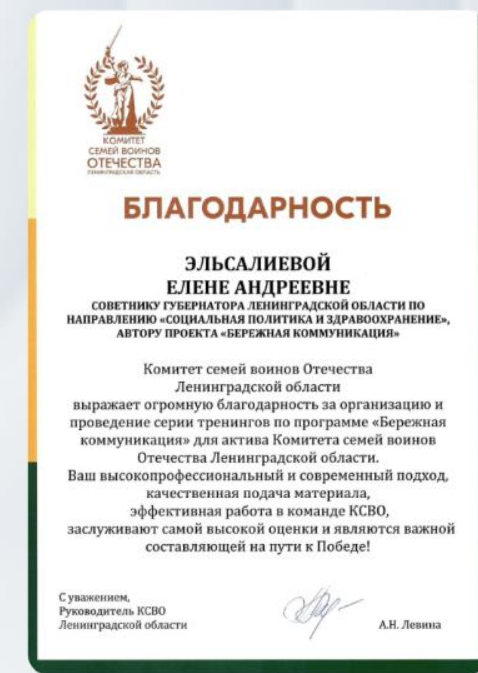 КОМИТЕТ
СЕМЕЙ ВОИНОВ
ОТЕЧЕСТВА
ЛЕНИНГРАДСКАЯ ОБЛАСТЬ
БЛАГОДАРНОСТЬ
ЭЛЬСАЛИЕВОЙ
ЕЛЕНЕ АНДРЕЕВНЕ
СОВЕТНИКУ ГУБЕРНАТОРА ЛЕНИНГРАДСКОЙ ОБЛАСТИ ПО
НАПРАВЛЕНИЮ «СОЦИАЛЬНАЯ ПОЛИТИКА И ЗДРАВООХРАНЕНИЕ»,
АВТОРУ ПРОЕКТА «БЕРЕЖНАЯ КОММУНИКАЦИЯ»
Комитет семей воинов Отечества
Ленинградской области
выражает огромную благодарность за организацию и
проведение серии тренингов по программе «Бережная
коммуникация» для актива Комитета семей воинов
Отечества Ленинградской области.
Ваш высокопрофессиональный и современный подход,
качественная подача материала,
эффективная работа в команде КСВО,
заслуживают самой высокой оценки и являются важной
составляющей на пути к Победе!
С уважением,
Руководитель КСВО
Ленинградской области
А.Н. Левина